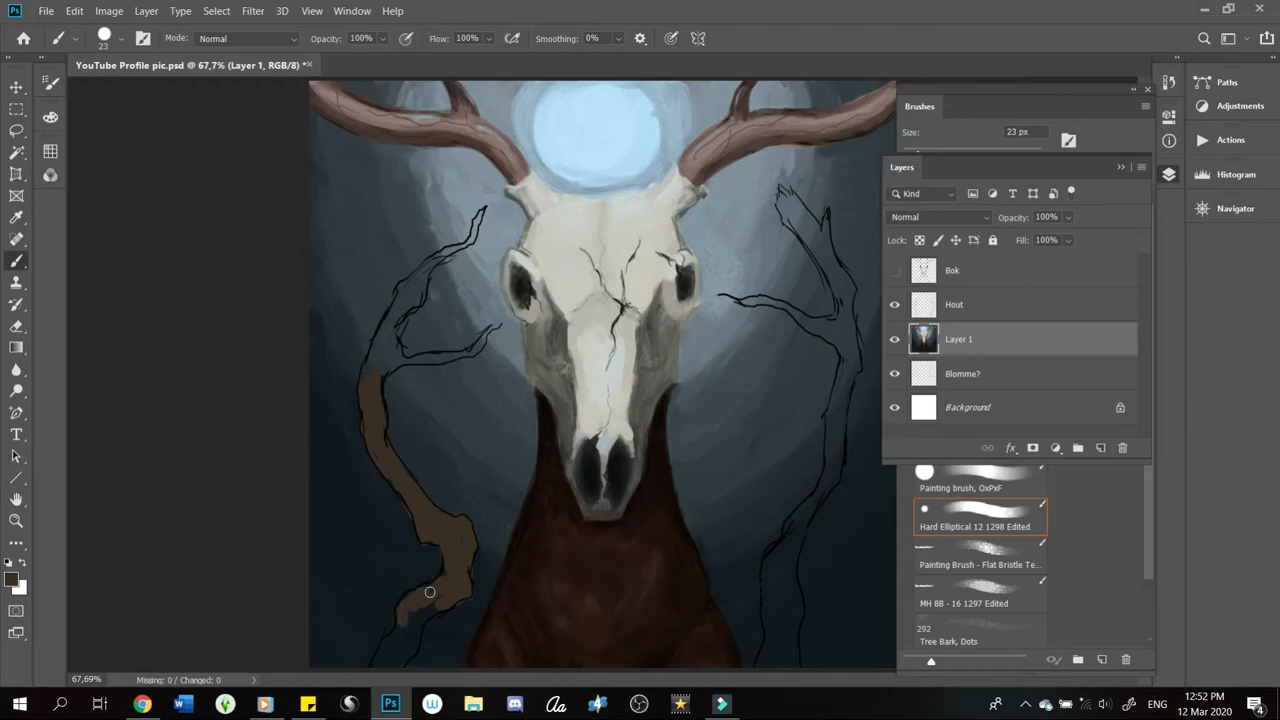 Ps File Edit Image Layer Type Select Filter 3D View Window Help
23 Mode: Normal Opacity: 100% Flow: 100% Smoothing: 0%
YouTube Profile pic.psd @ 67,7% (Layer 1, RGB/8) * ×
Brushes
Size: 23 px
Layers
Kind
Normal Opacity: 100%
Lock: Fill: 100%
Bok
Hout
Layer 1
Blomme?
Background
Painting brush, OxPxF
Hard Elliptical 12 1298 Edited
Painting Brush - Flat Bristle Te...
MH 8B - 16 1297 Edited
292
Tree Bark, Dots
Paths
Adjustments
Actions
Histogram
Navigator
67,69% Missing: 0 / Changed: 0
ENG
12:52 PM
12 Mar 2020
4